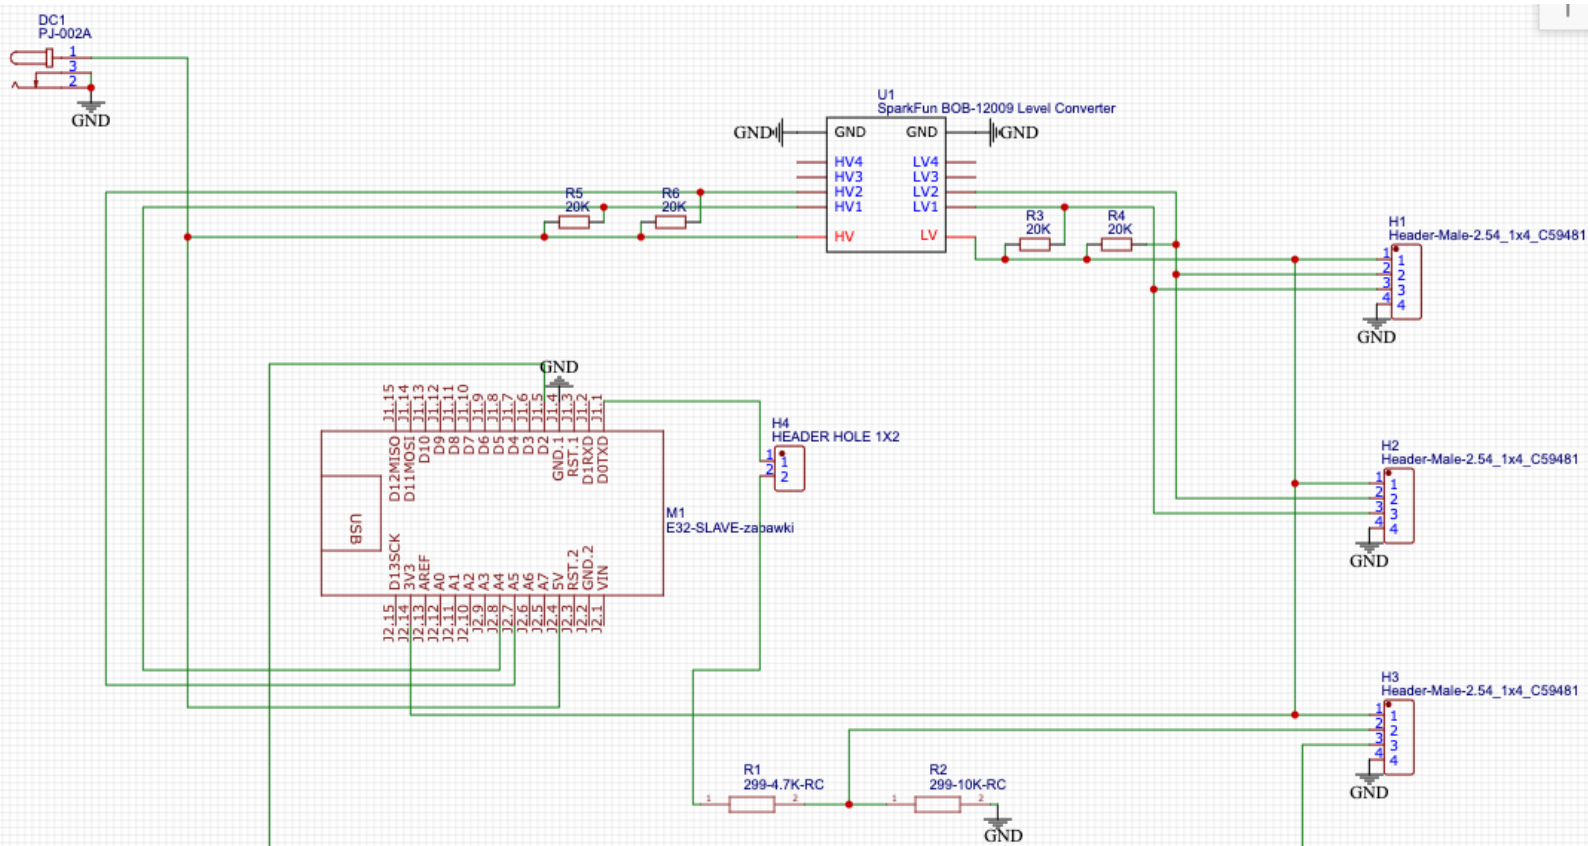 DC1
PJ-002A
1
3
2
GND
U1
SparkFun BOB-12009 Level Converter
GND
GND
GND
GND
HV4
LV4
HV3
LV3
HV2
LV2
HV1
LV1
HV
LV
R5
20K
R6
20K
R3
20K
R4
20K
H1
Header-Male-2.54_1x4_C59481
1
1
2
2
3
3
4
4
GND
GND
J1.15
J1.14
J1.13
J1.12
J1.11
J1.10
J1.9
J1.8
J1.7
J1.6
J1.5
J1.4
J1.3
J1.2
J1.1
D12MISO
D11MOSI
D10
D9
D8
D7
D6
D5
D4
D3
D2
GND.1
RST.1
D1RXD
D0TXD
USB
M1
E32-SLAVE-zabawki
D13SCK
3V3
AREF
A0
A1
A2
A3
A4
A5
A6
A7
5V
RST.2
GND.2
VIN
J2.15
J2.14
J2.13
J2.12
J2.11
J2.10
J2.9
J2.8
J2.7
J2.6
J2.5
J2.4
J2.3
J2.2
J2.1
H4
HEADER HOLE 1X2
1
1
2
2
H2
Header-Male-2.54_1x4_C59481
1
1
2
2
3
3
4
4
GND
H3
Header-Male-2.54_1x4_C59481
1
1
2
2
3
3
4
4
GND
R1
299-4.7K-RC
1
2
R2
299-10K-RC
1
2
GND